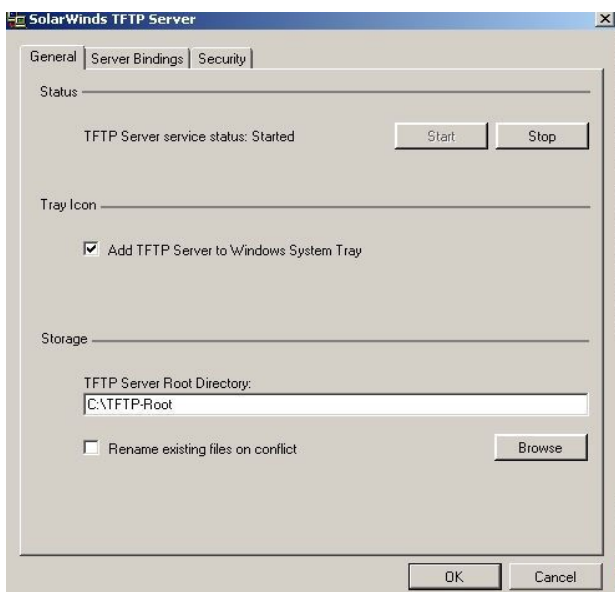 SolarWinds TFTP Server
General Server Bindings Security
Status
TFTP Server service status: Started Start Stop
Tray Icon
Add TFTP Server to Windows System Tray
Storage
TFTP Server Root Directory:
C:\TFTP-Root
Rename existing files on conflict Browse
OK Cancel